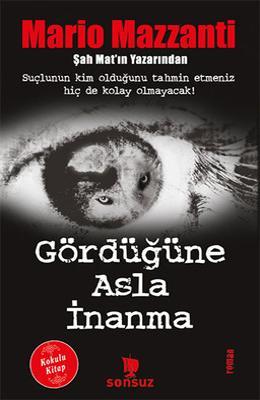 Mario Mazzanti
Şah Mat'ın Yazarından
Suçlunun kim olduğunu tahmin etmeniz
hiç de kolay olmayacak!
Gördüğüne
Asla
İnanma
Kokulu
Kitap
roman
sonsuz